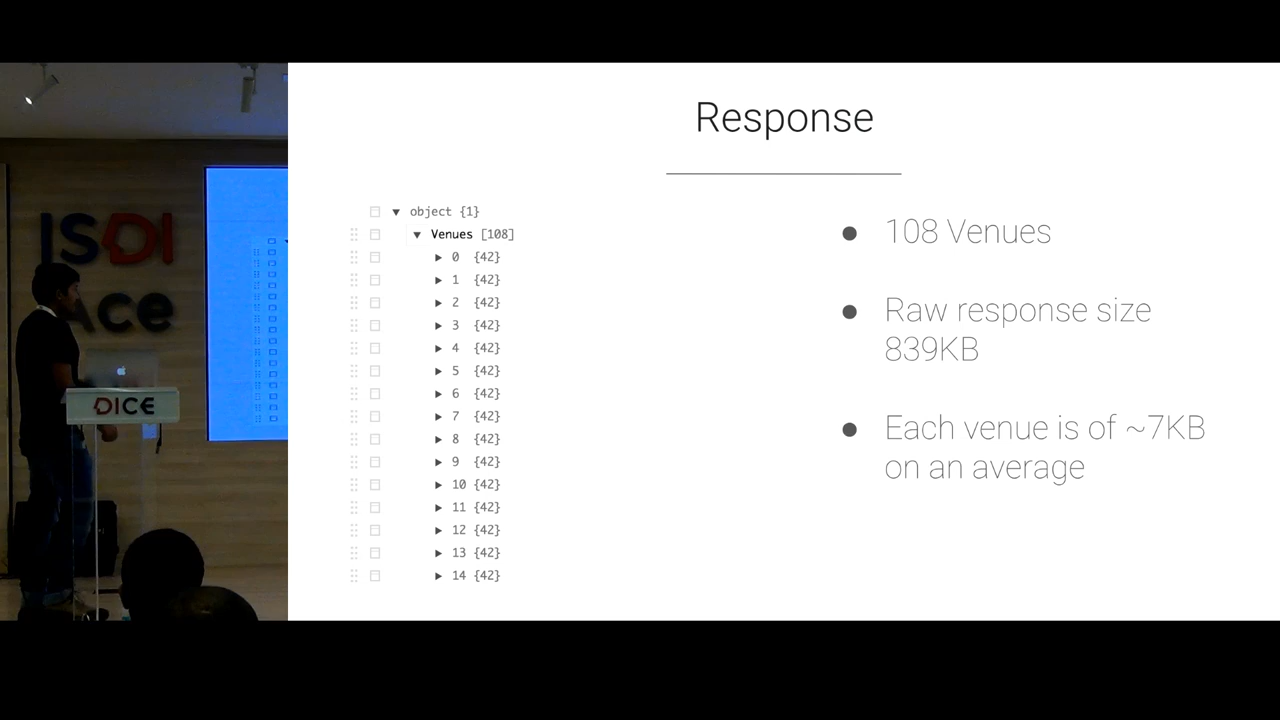 Response
object {1}
Venues [108]
0 {42}
1 {42}
2 {42}
3 {42}
4 {42}
5 {42}
6 {42}
7 {42}
8 {42}
9 {42}
10 {42}
11 {42}
12 {42}
13 {42}
14 {42}
108 Venues
Raw response size
839KB
Each venue is of ~7KB
on an average
ISDI
ce
DICE